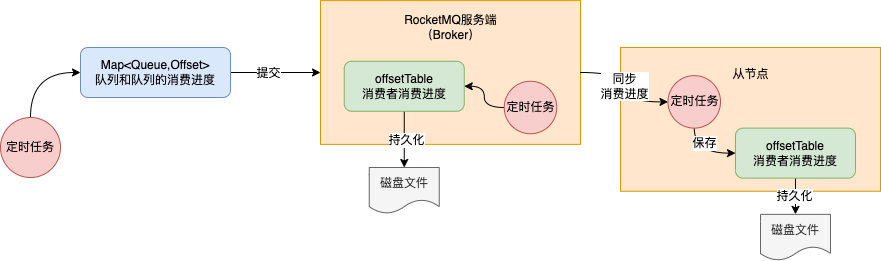 定时任务
Map<Queue,Offset>
队列和队列的消费进度
提交
RocketMQ服务端
（Broker）
offsetTable
消费者消费进度
定时任务
持久化
磁盘文件
同步
消费进度
从节点
定时任务
保存
offsetTable
消费者消费进度
持久化
磁盘文件